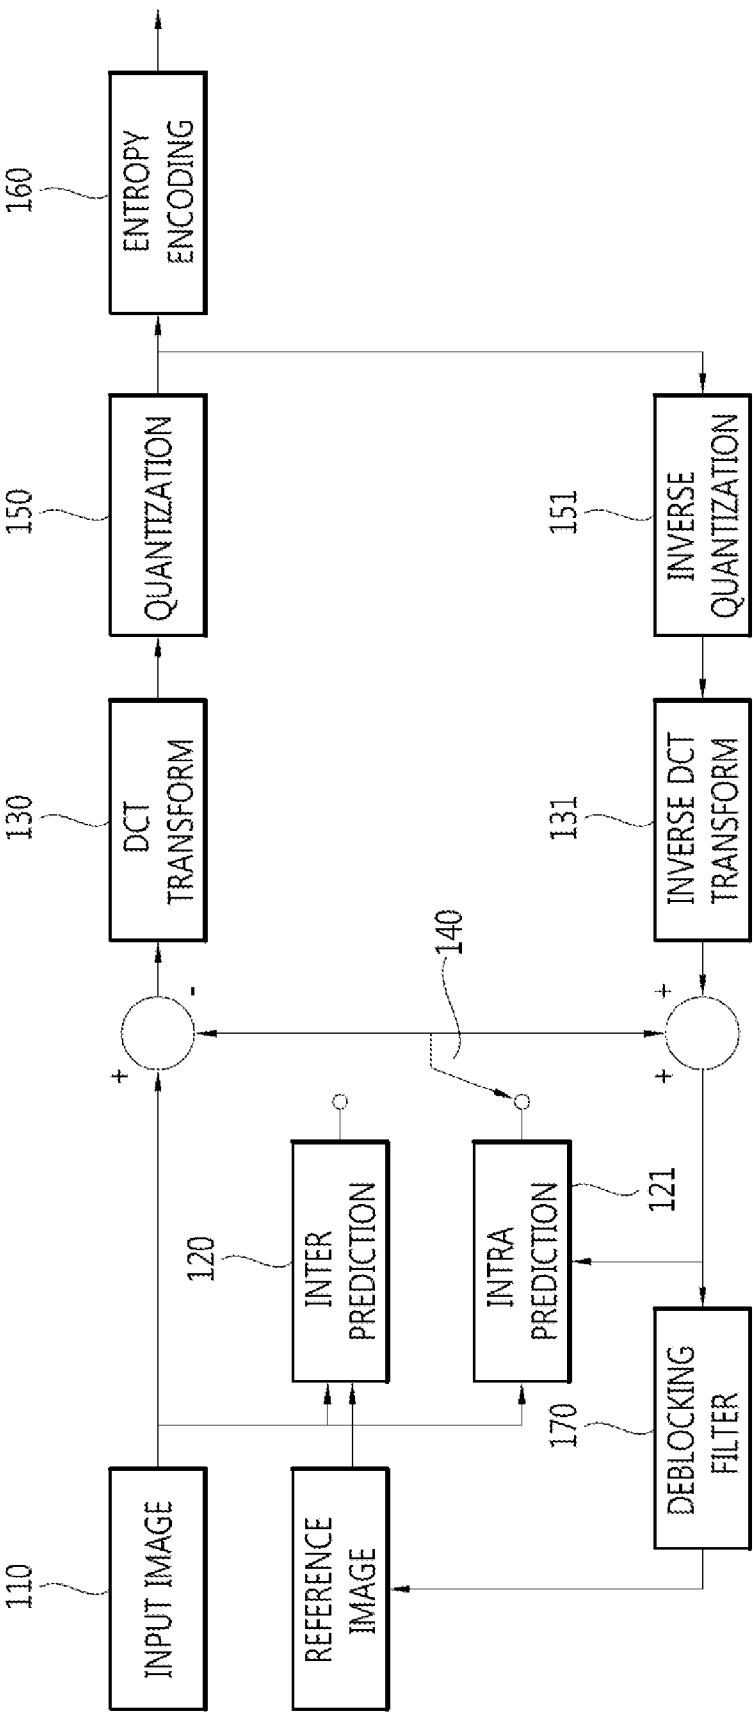 110
INPUT IMAGE
+
-
130
DCT
TRANSFORM
150
QUANTIZATION
160
ENTROPY
ENCODING
REFERENCE
IMAGE
120
INTER
PREDICTION
INTRA
PREDICTION
121
140
170
DEBLOCKING
FILTER
+
+
131
INVERSE DCT
TRANSFORM
151
INVERSE
QUANTIZATION